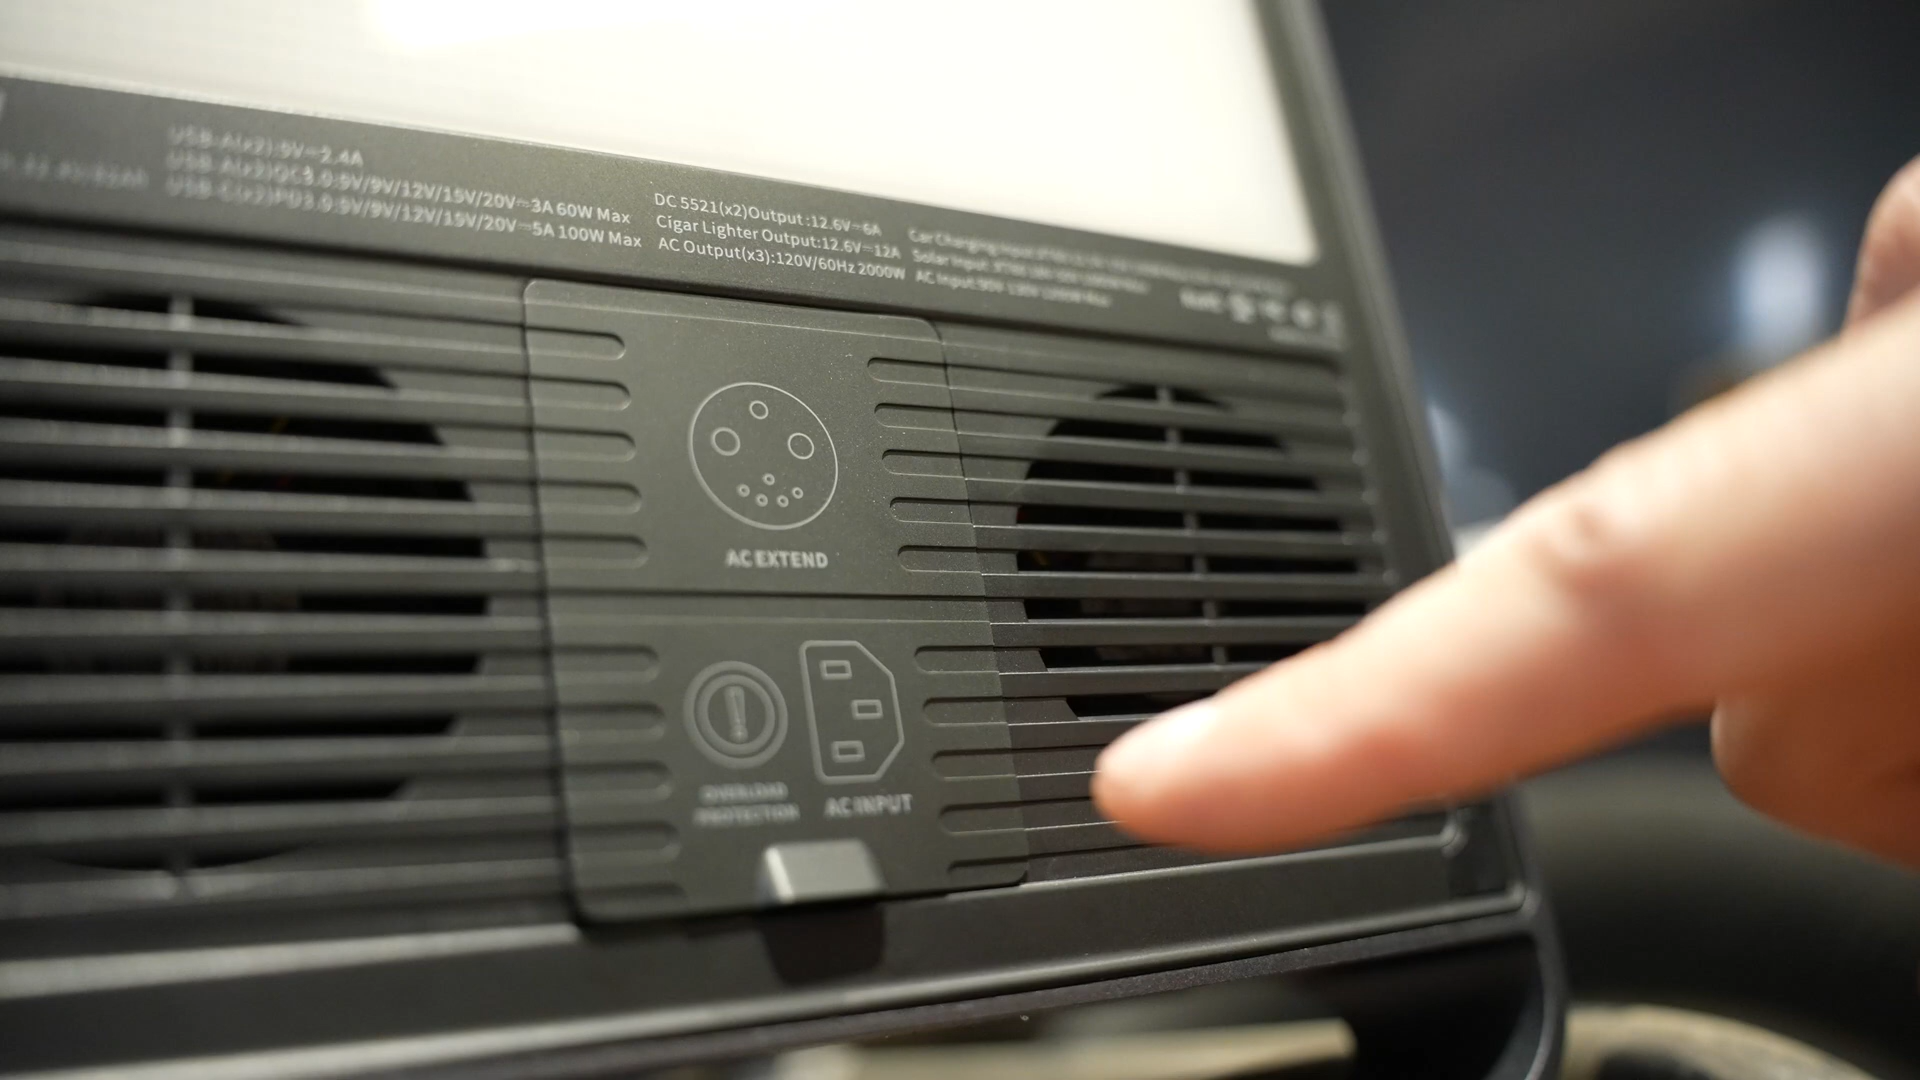 USB-A(x2):5V⎓2.4A
USB-A(x2)QC3.0:5V/9V/12V/15V/20V⎓3A 60W Max
USB-C(x2)PD3.0:5V/9V/12V/15V/20V⎓5A 100W Max
DC 5521(x2)Output:12.6V⎓6A
Cigar Lighter Output:12.6V⎓12A
AC Output(x3):120V/60Hz 2000W
Car Charging Input
Solar Input
AC Input:90V
AC EXTEND
OVERLOAD
PROTECTION
AC INPUT